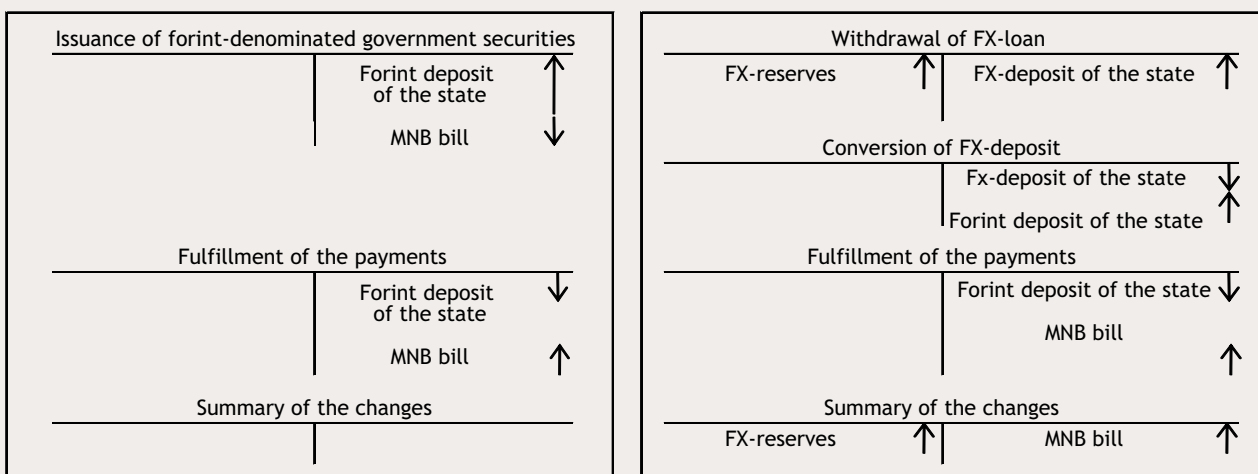 Issuance of forint-denominated government securities
Forint deposit
of the state
MNB bill
Fulfillment of the payments
Forint deposit
of the state
MNB bill
Summary of the changes
Withdrawal of FX-loan
FX-reserves
FX-deposit of the state
Conversion of FX-deposit
Fx-deposit of the state
Forint deposit of the state
Fulfillment of the payments
Forint deposit of the state
MNB bill
Summary of the changes
FX-reserves
MNB bill